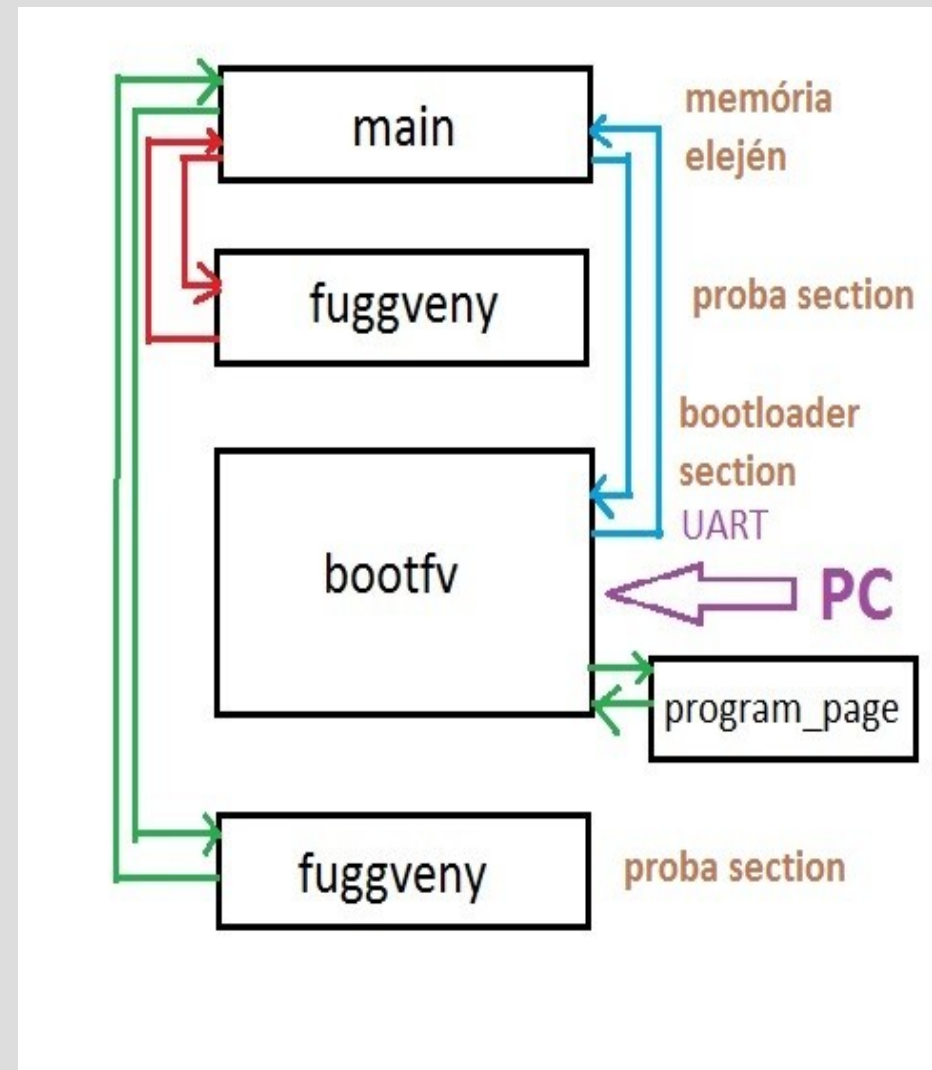 main
memória
elején
fuggveny
proba section
bootloader
section
UART
bootfv
PC
program_page
fuggveny
proba section